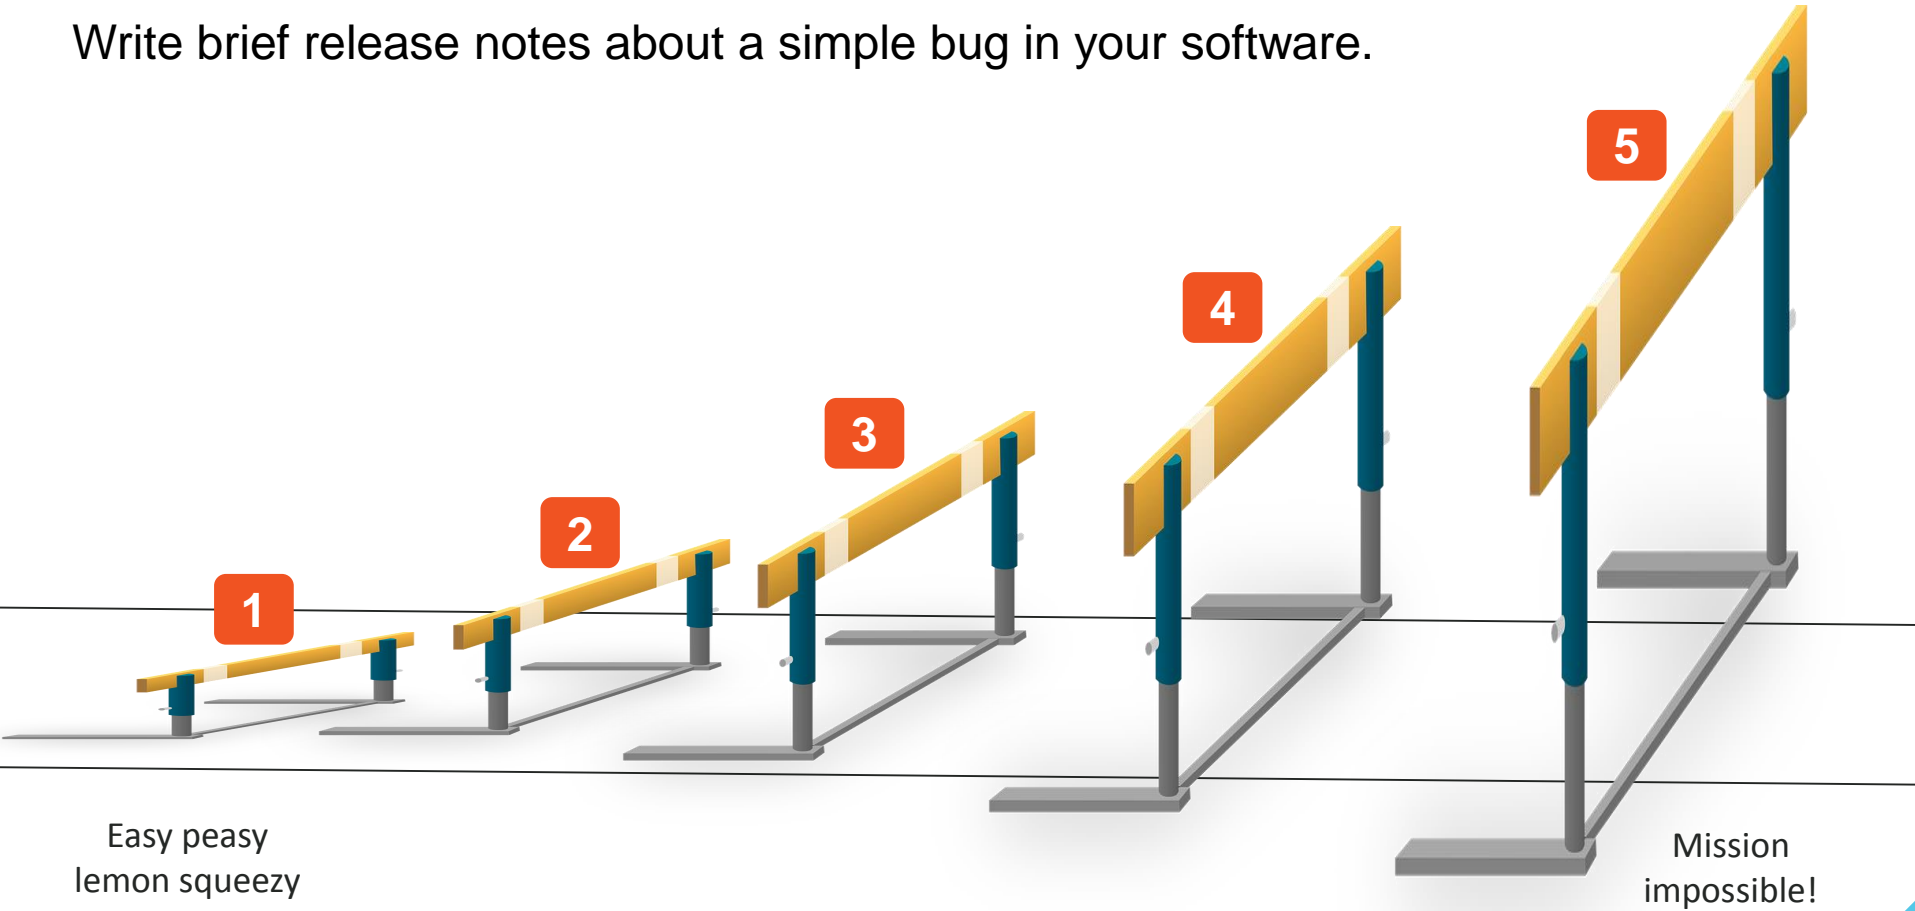 Write brief release notes about a simple bug in your software.
5
4
3
2
1
Easy peasy
lemon squeezy
Mission
impossible!